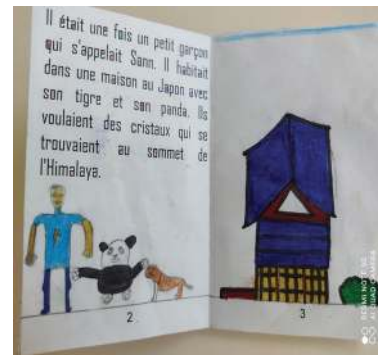 Il était une fois un petit garçon
qui s'appelait Sann. Il habitait
dans une maison au Japon avec
son tigre et son panda. Ils
voulaient des cristaux qui se
trouvaient au sommet de
l'Himalaya.
2
3
REDMI NOTE 9S
AI QUAD CAMERA